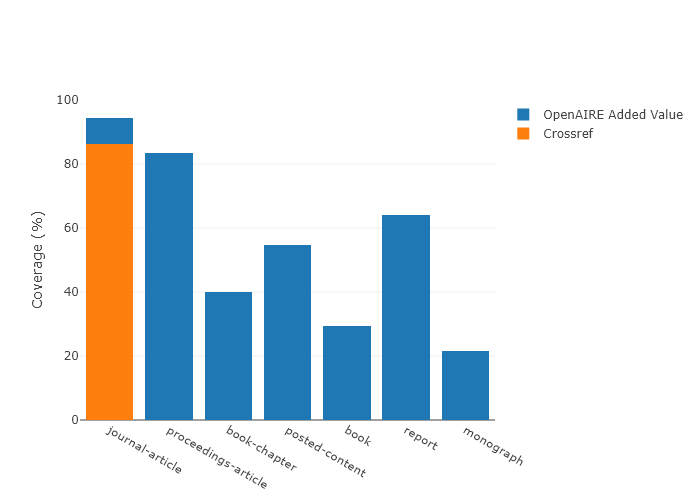 100
80
60
40
20
0
Coverage (%)
journal-article
proceedings-article
book-chapter
posted-content
book
report
monograph
OpenAIRE Added Value
Crossref